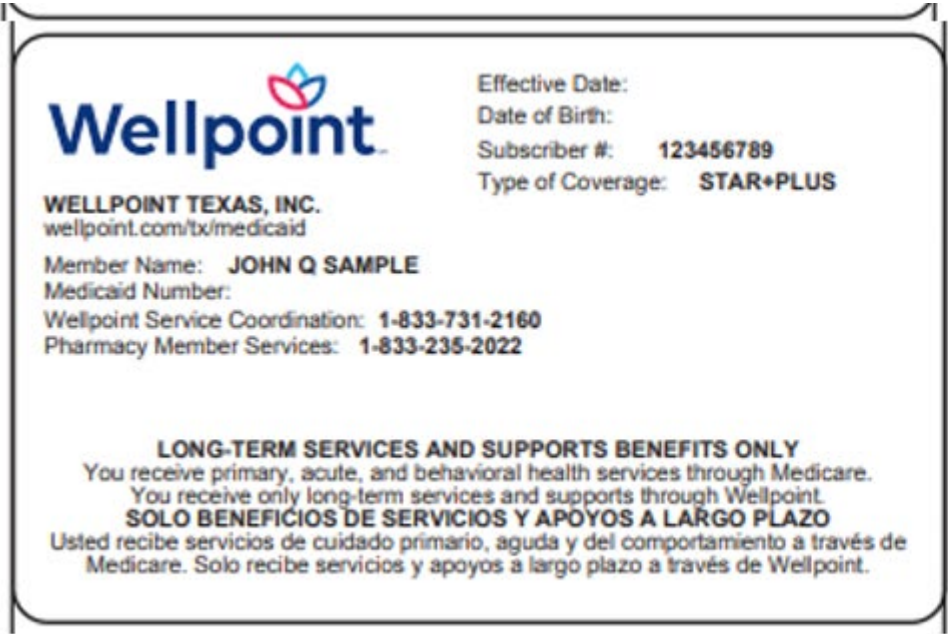 Wellpoint
WELLPOINT TEXAS, INC.
wellpoint.com/tx/medicaid
Effective Date:
Date of Birth:
Subscriber #: 123456789
Type of Coverage: STAR+PLUS
Member Name: JOHN Q SAMPLE
Medicaid Number:
Wellpoint Service Coordination: 1-833-731-2160
Pharmacy Member Services: 1-833-235-2022
LONG-TERM SERVICES AND SUPPORTS BENEFITS ONLY
You receive primary, acute, and behavioral health services through Medicare.
You receive only long-term services and supports through Wellpoint.
SOLO BENEFICIOS DE SERVICIOS Y APOYOS A LARGO PLAZO
Usted recibe servicios de cuidado primario, aguda y del comportamiento a través de
Medicare. Solo recibe servicios y apoyos a largo plazo a través de Wellpoint.